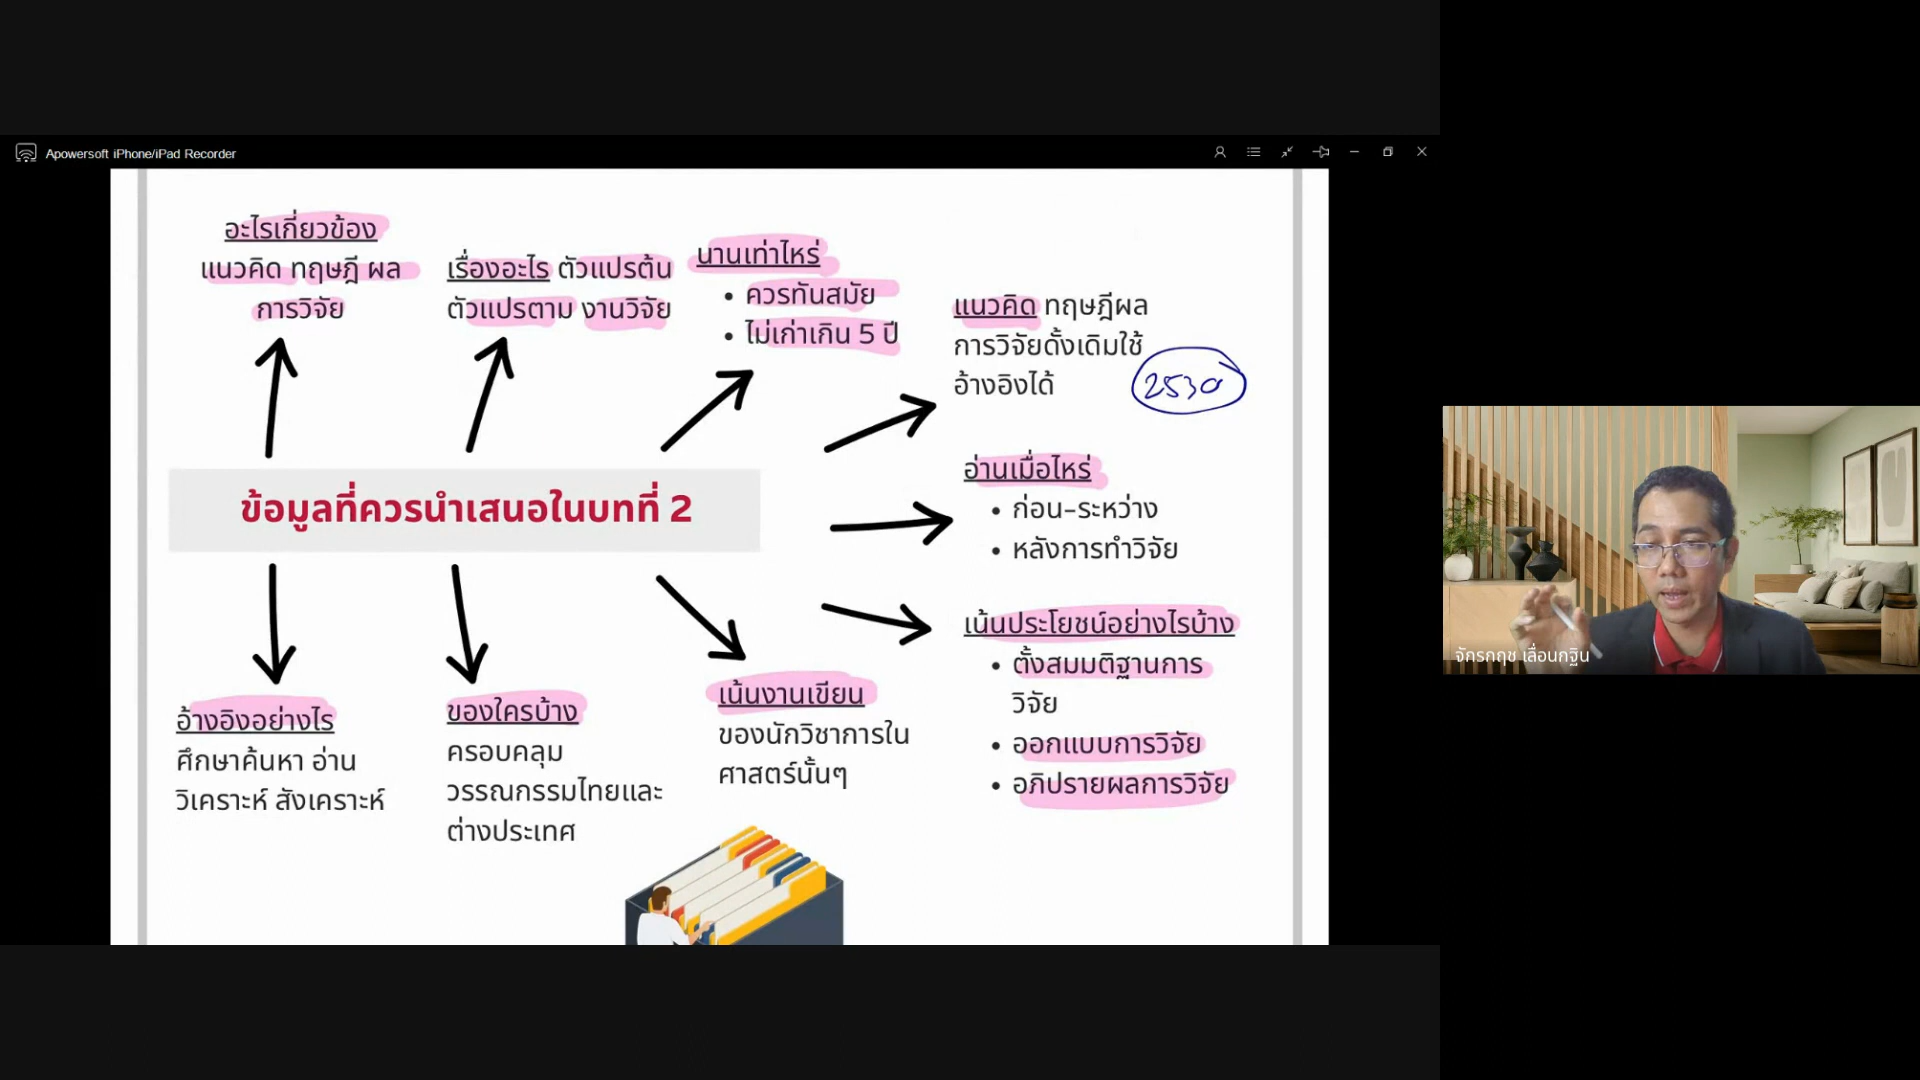 Apowersoft iPhone/iPad Recorder
อะไรเกี่ยวข้อง
แนวคิด ทฤษฎี ผล
การวิจัย
เรื่องอะไร ตัวแปรต้น
ตัวแปรตาม งานวิจัย
นานเท่าไหร่
• ควรทันสมัย
• ไม่เก่าเกิน 5 ปี
แนวคิด ทฤษฎีผล
การวิจัยดั้งเดิมใช้
อ้างอิงได้
2530
ข้อมูลที่ควรนำเสนอในบทที่ 2
อ่านเมื่อไหร่
• ก่อน-ระหว่าง
• หลังการทำวิจัย
เน้นประโยชน์อย่างไรบ้าง
• ตั้งสมมติฐานการ
วิจัย
• ออกแบบการวิจัย
• อภิปรายผลการวิจัย
อ้างอิงอย่างไร
ศึกษาค้นหา อ่าน
วิเคราะห์ สังเคราะห์
ของใครบ้าง
ครอบคลุม
วรรณกรรมไทยและ
ต่างประเทศ
เน้นงานเขียน
ของนักวิชาการใน
ศาสตร์นั้นๆ
จักรกฤช เลื่อนกฐิน